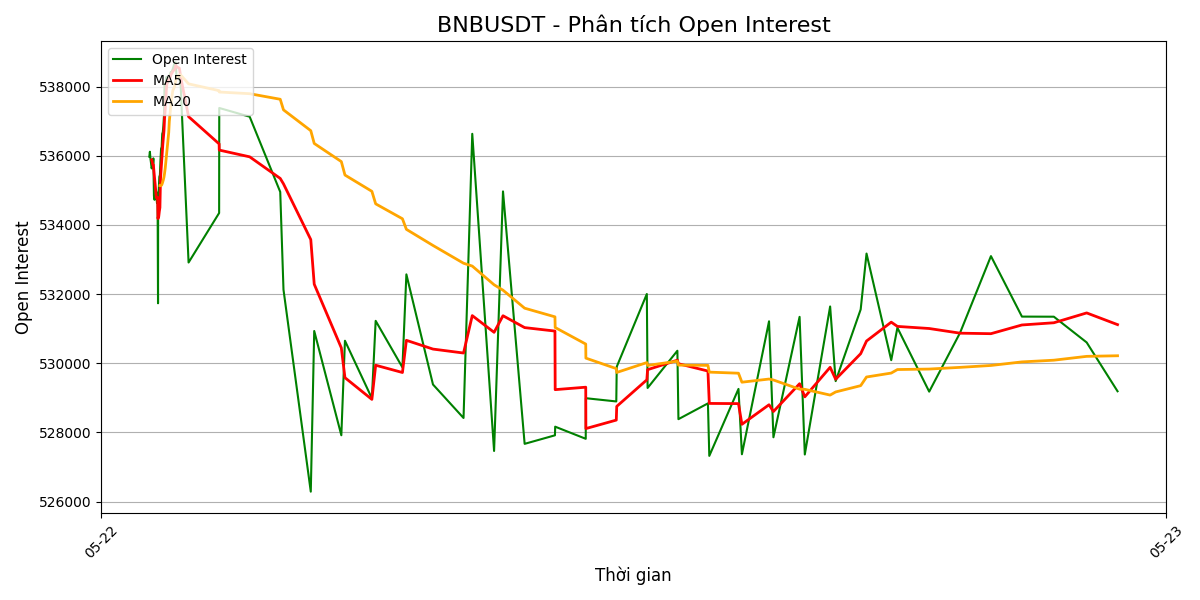 BNBUSDT - Phân tích Open Interest
Open Interest
MA5
MA20
538000
536000
534000
532000
530000
528000
526000
Open Interest
05-22
05-23
Thời gian